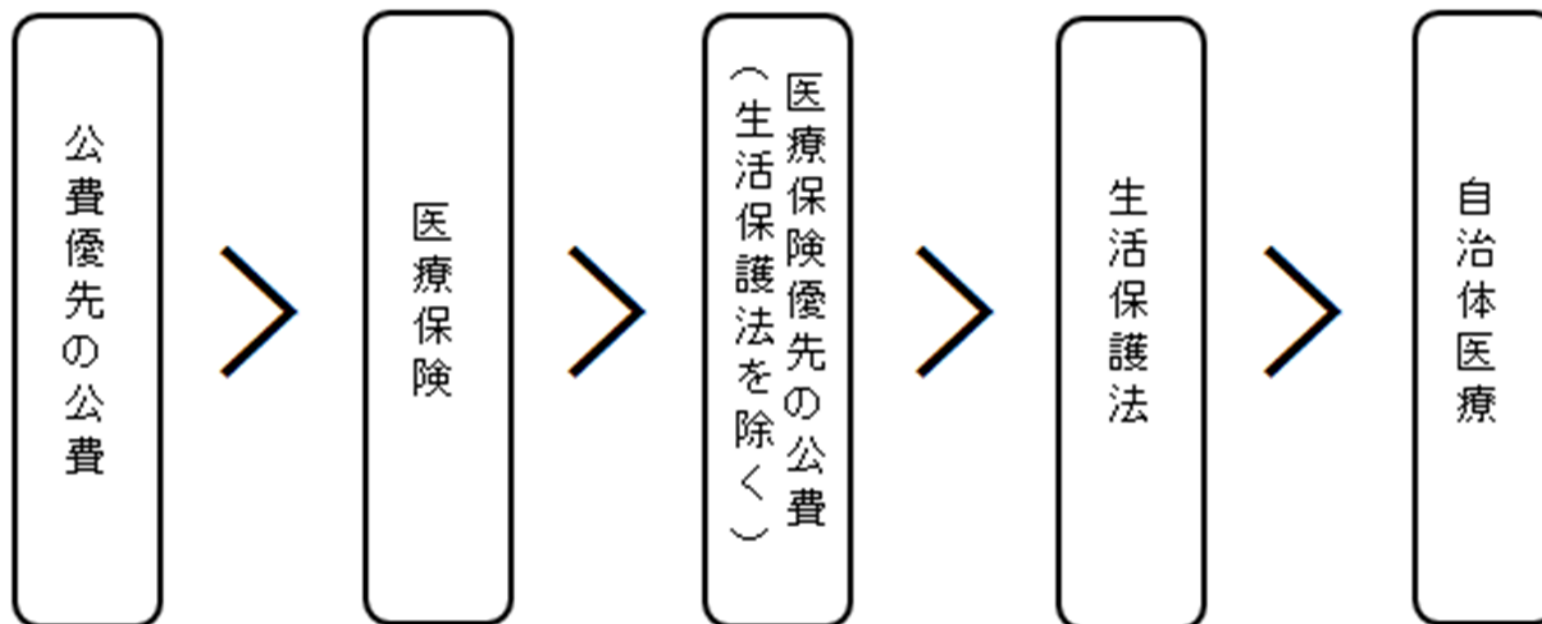 公費優先の公費
医療保険
医療保険優先の公費
（生活保護法を除く）
生活保護法
自治体医療